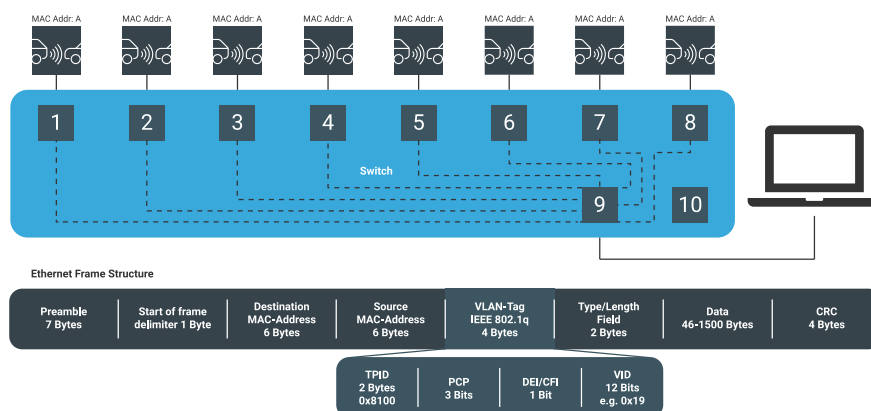 MAC Addr: A
MAC Addr: A
MAC Addr: A
MAC Addr: A
MAC Addr: A
MAC Addr: A
MAC Addr: A
MAC Addr: A
1
2
3
4
5
6
7
8
Switch
9
10
Ethernet Frame Structure
Preamble
7 Bytes
Start of frame
delimiter 1 Byte
Destination
MAC-Address
6 Bytes
Source
MAC-Address
6 Bytes
VLAN-Tag
IEEE 802.1q
4 Bytes
Type/Length
Field
2 Bytes
Data
46-1500 Bytes
CRC
4 Bytes
TPID
2 Bytes
0x8100
PCP
3 Bits
DEI/CFI
1 Bit
VID
12 Bits
e.g. 0x19